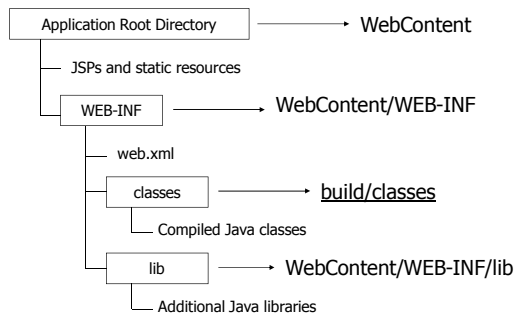 Application Root Directory
WebContent
JSPs and static resources
WEB-INF
WebContent/WEB-INF
web.xml
classes
build/classes
Compiled Java classes
lib
WebContent/WEB-INF/lib
Additional Java libraries